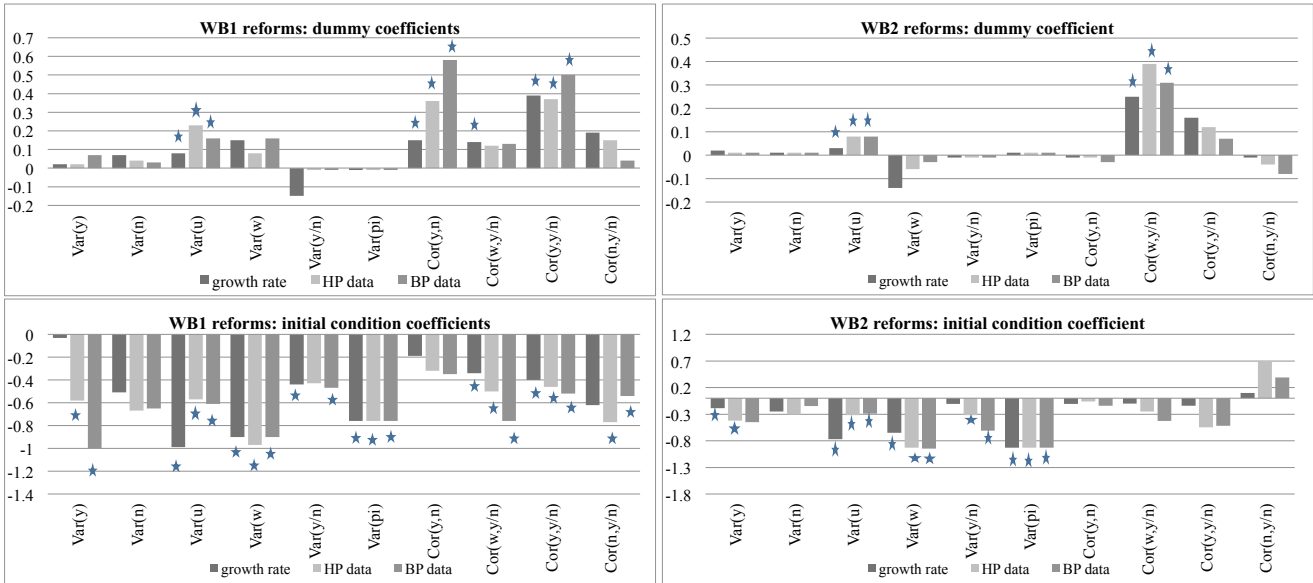 WB1 reforms: dummy coefficients
0.7
0.6
0.5
0.4
0.3
0.2
0.1
0
-0.1
-0.2
Var(y)
Var(n)
Var(u)
Var(w)
Var(y/n)
Var(pi)
Cor(y,n)
Cor(w,y/n)
Cor(y,y/n)
Cor(n,y/n)
growth rate HP data BP data
WB2 reforms: dummy coefficient
0.5
0.4
0.3
0.2
0.1
0
-0.1
-0.2
Var(y)
Var(n)
Var(u)
Var(w)
Var(y/n)
Var(pi)
Cor(y,n)
Cor(w,y/n)
Cor(y,y/n)
Cor(n,y/n)
growth rate HP data BP data
WB1 reforms: initial condition coefficients
0
-0.2
-0.4
-0.6
-0.8
-1
-1.2
-1.4
Var(y)
Var(n)
Var(u)
Var(w)
Var(y/n)
Var(pi)
Cor(y,n)
Cor(w,y/n)
Cor(y,y/n)
Cor(n,y/n)
growth rate HP data BP data
WB2 reforms: initial condition coefficient
1.2
0.7
0.2
-0.3
-0.8
-1.3
-1.8
Var(y)
Var(n)
Var(u)
Var(w)
Var(y/n)
Var(pi)
Cor(y,n)
Cor(w,y/n)
Cor(y,y/n)
Cor(n,y/n)
growth rate HP data BP data